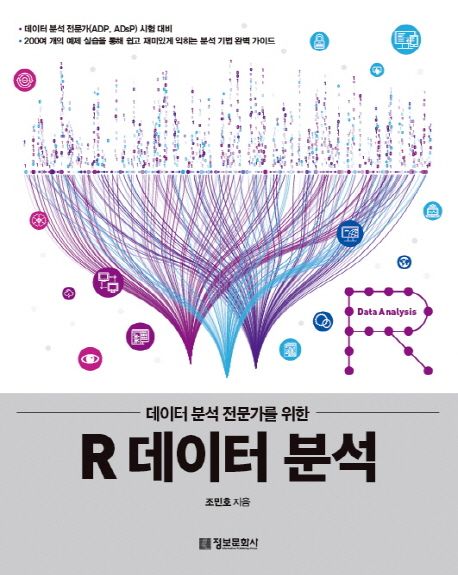 • 데이터 분석 전문가(ADP, ADsP) 시험 대비
• 200여 개의 예제 실습을 통해 쉽고 재미있게 익히는 분석 기법 완벽 가이드
Data Analysis
데이터 분석 전문가를 위한
R 데이터 분석
조민호 지음
정보문화사